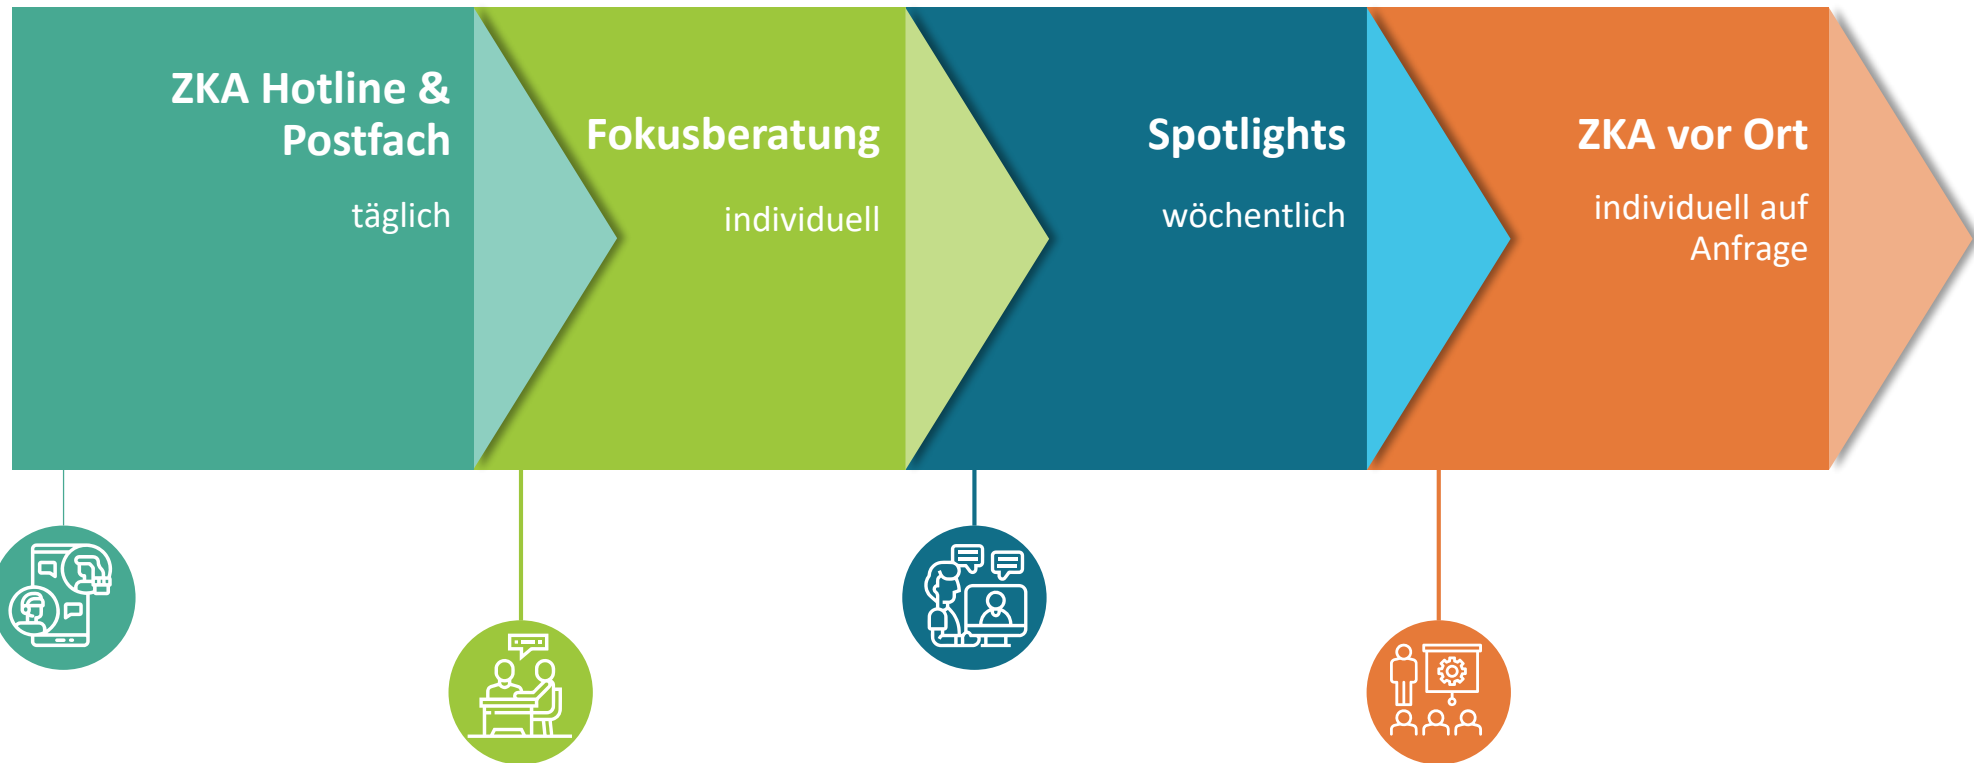 ZKA Hotline &
Postfach
täglich
Fokusberatung
individuell
Spotlights
wöchentlich
ZKA vor Ort
individuell auf
Anfrage